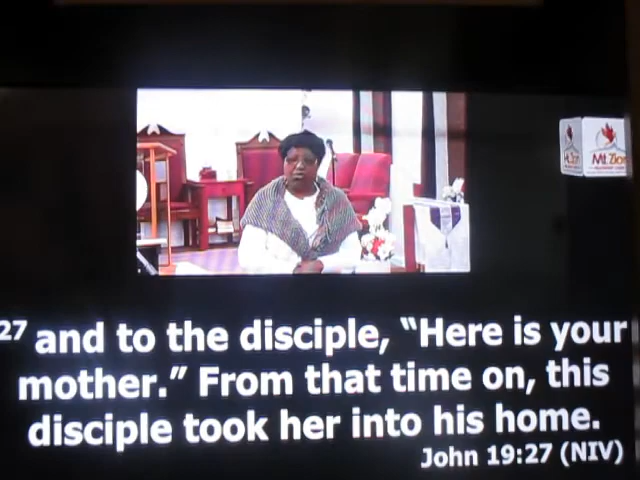 Mt. Zion
27 and to the disciple, “Here is your
mother.” From that time on, this
disciple took her into his home.
John 19:27 (NIV)